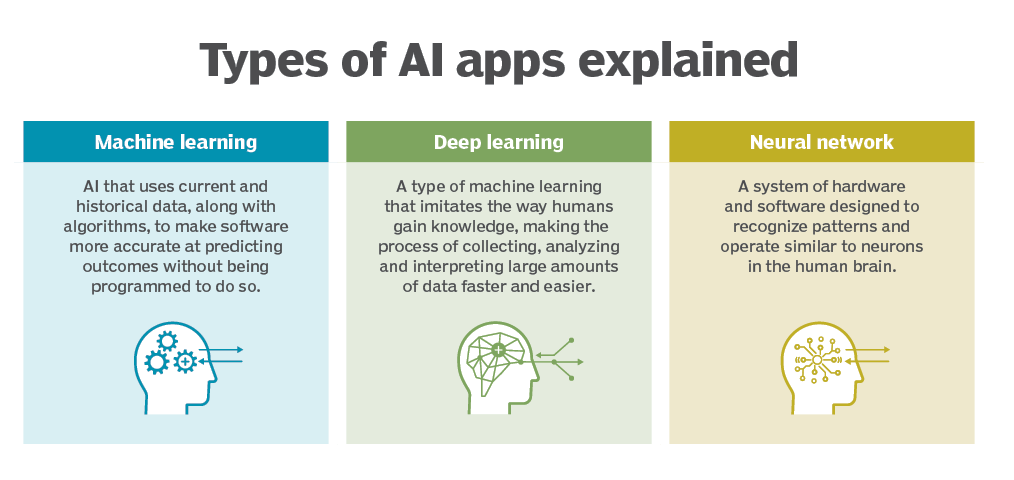 Types of AI apps explained
Machine learning
AI that uses current and
historical data, along with
algorithms, to make software
more accurate at predicting
outcomes without being
programmed to do so.
Deep learning
A type of machine learning
that imitates the way humans
gain knowledge, making the
process of collecting, analyzing
and interpreting large amounts
of data faster and easier.
Neural network
A system of hardware
and software designed to
recognize patterns and
operate similar to neurons
in the human brain.